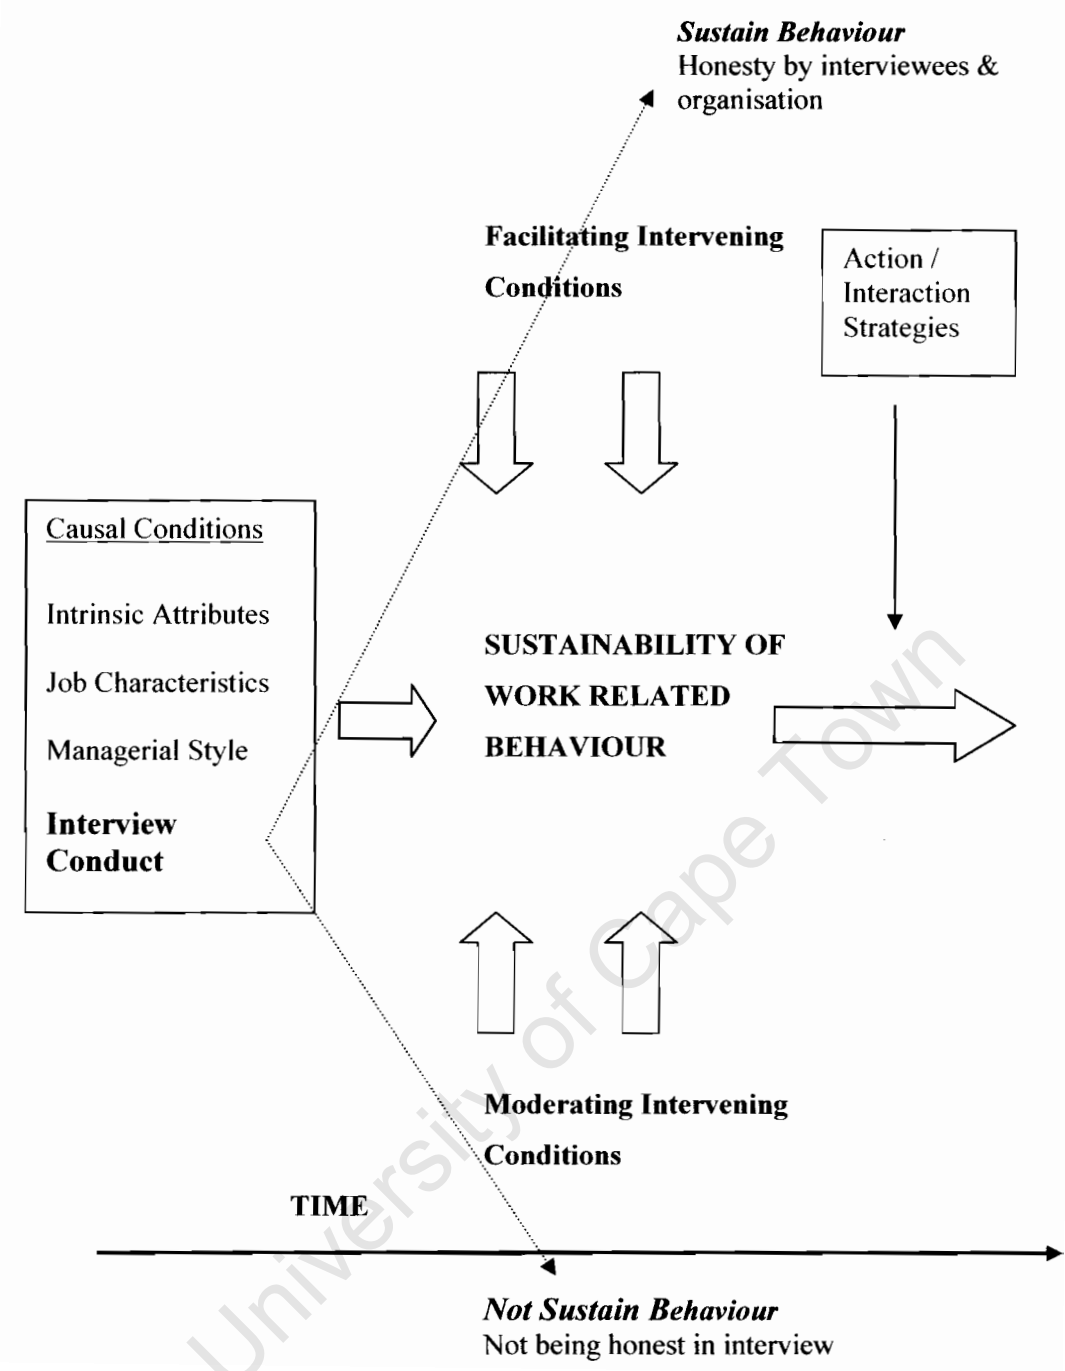 Sustain Behaviour
Honesty by interviewees &
organisation
Facilitating Intervening
Conditions
Action /
Interaction
Strategies
Causal Conditions
Intrinsic Attributes
Job Characteristics
Managerial Style
Interview
Conduct
SUSTAINABILITY OF
WORK RELATED
BEHAVIOUR
Moderating Intervening
Conditions
TIME
Not Sustain Behaviour
Not being honest in interview
University of Cape Town